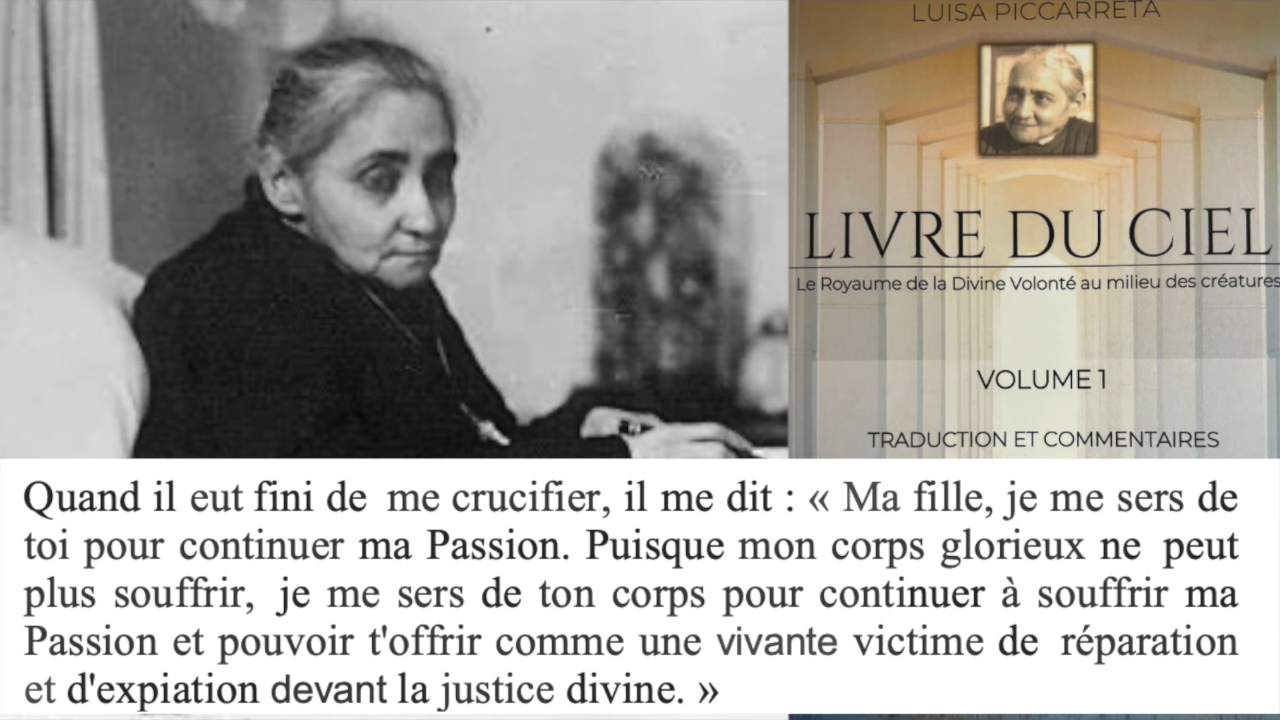 LUISA PICCARRETA
LIVRE DU CIEL
Le Royaume de la Divine Volonté au milieu des créatures
VOLUME 1
TRADUCTION ET COMMENTAIRES
Quand il eut fini de me crucifier, il me dit : « Ma fille, je me sers de
toi pour continuer ma Passion. Puisque mon corps glorieux ne peut
plus souffrir, je me sers de ton corps pour continuer à souffrir ma
Passion et pouvoir t'offrir comme une vivante victime de réparation
et d'expiation devant la justice divine. »